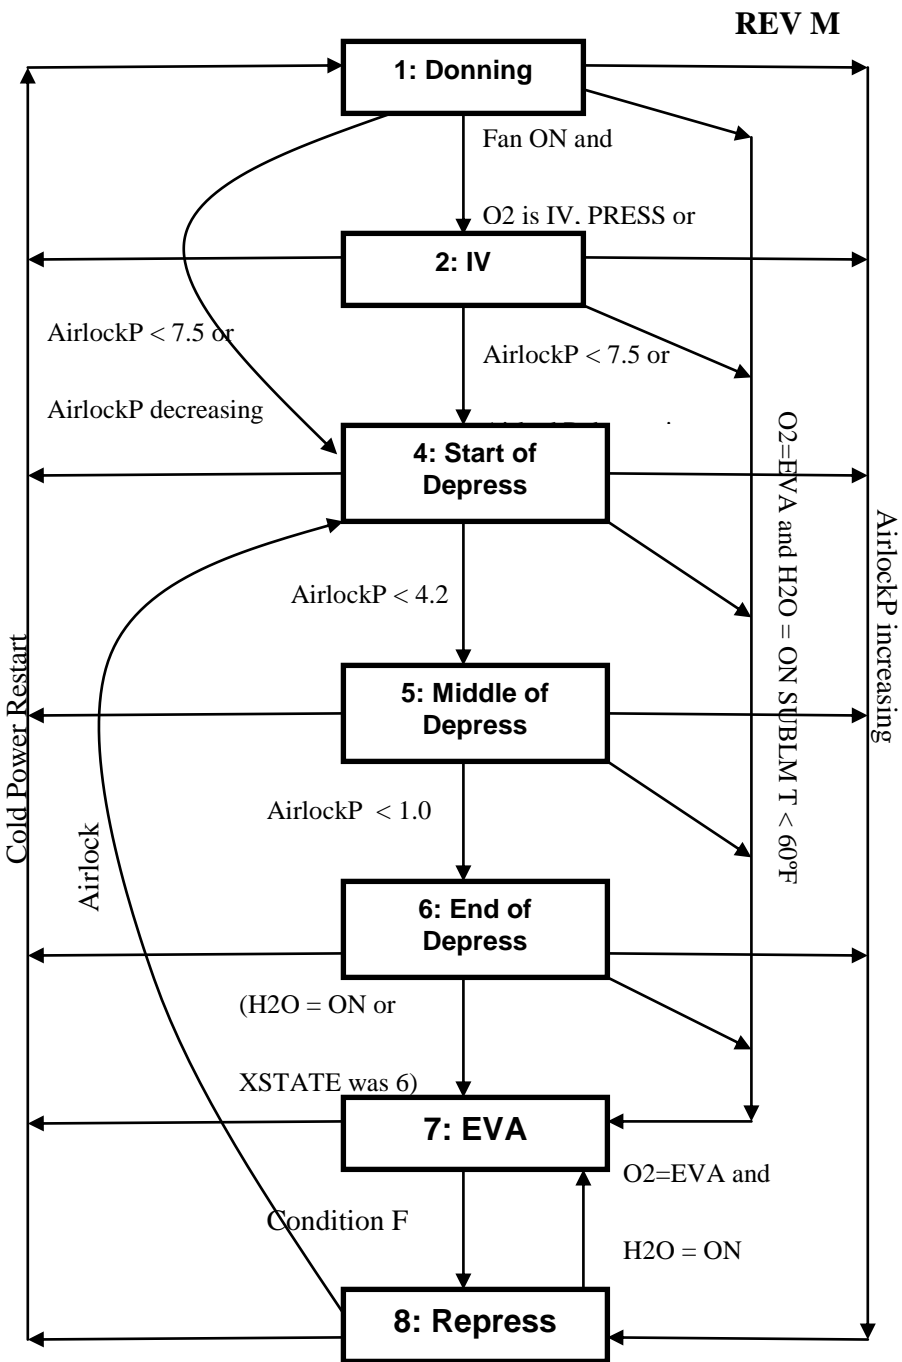 REV M
1: Donning
Fan ON and
O2 is IV, PRESS or
2: IV
AirlockP < 7.5 or
AirlockP decreasing
AirlockP < 7.5 or
4: Start of
Depress
O2=EVA and H2O = ON SUBLM T < 60°F
AirlockP increasing
AirlockP < 4.2
Cold Power Restart
5: Middle of
Depress
AirlockP < 1.0
Airlock
6: End of
Depress
(H2O = ON or
XSTATE was 6)
7: EVA
O2=EVA and
H2O = ON
Condition F
8: Repress